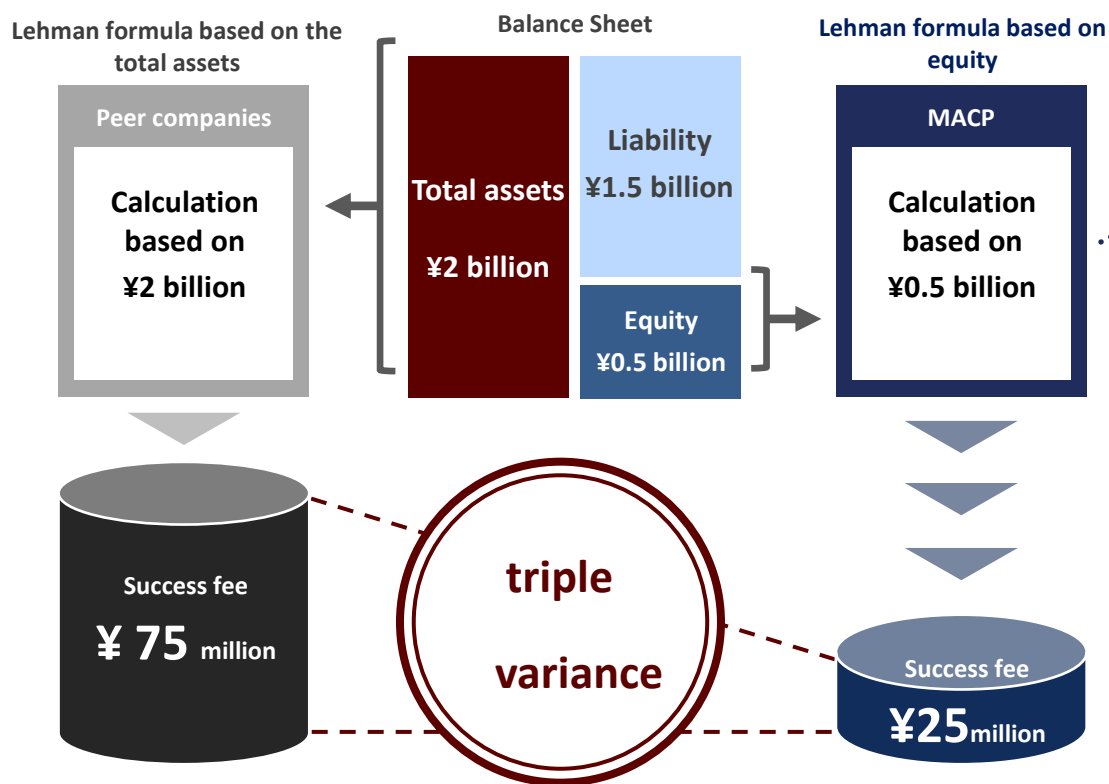 Lehman formula based on the
total assets
Peer companies
Calculation
based on
¥2 billion
Balance Sheet
Total assets
¥2 billion
Liability
¥1.5 billion
Equity
¥0.5 billion
Lehman formula based on
equity
MACP
Calculation
based on
¥0.5 billion
Success fee
¥ 75 million
triple
variance
Success fee
¥25million